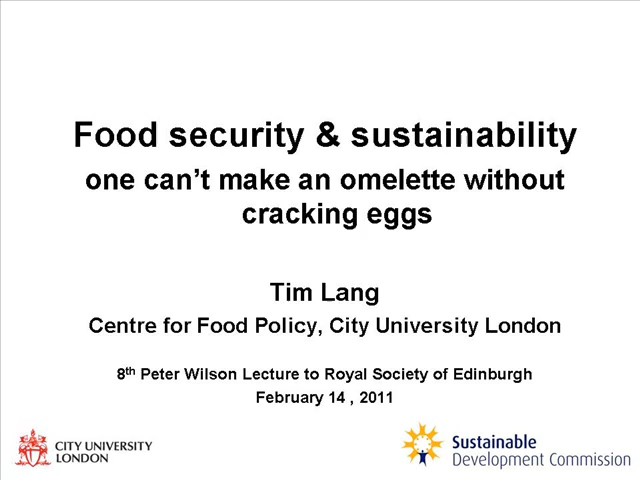 Food security & sustainability
one can’t make an omelette without
cracking eggs
Tim Lang
Centre for Food Policy, City University London
8th Peter Wilson Lecture to Royal Society of Edinburgh
February 14 , 2011
CITY UNIVERSITY
LONDON
Sustainable
Development Commission